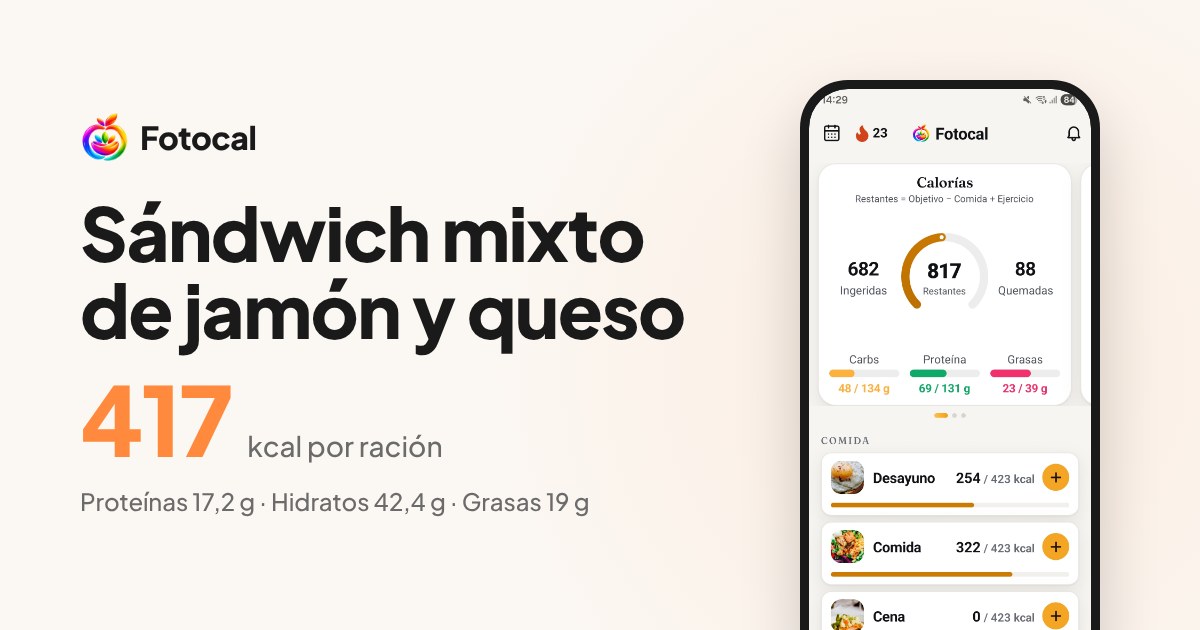 Fotocal
Sándwich mixto
de jamón y queso
417 kcal por ración
Proteínas 17,2 g · Hidratos 42,4 g · Grasas 19 g
14:29
84
23
Fotocal
Calorías
Restantes = Objetivo − Comida + Ejercicio
682
Ingeridas
817
Restantes
88
Quemadas
Carbs
48 / 134 g
Proteína
69 / 131 g
Grasas
23 / 39 g
COMIDA
Desayuno 254 / 423 kcal +
Comida 322 / 423 kcal +
Cena 0 / 423 kcal +